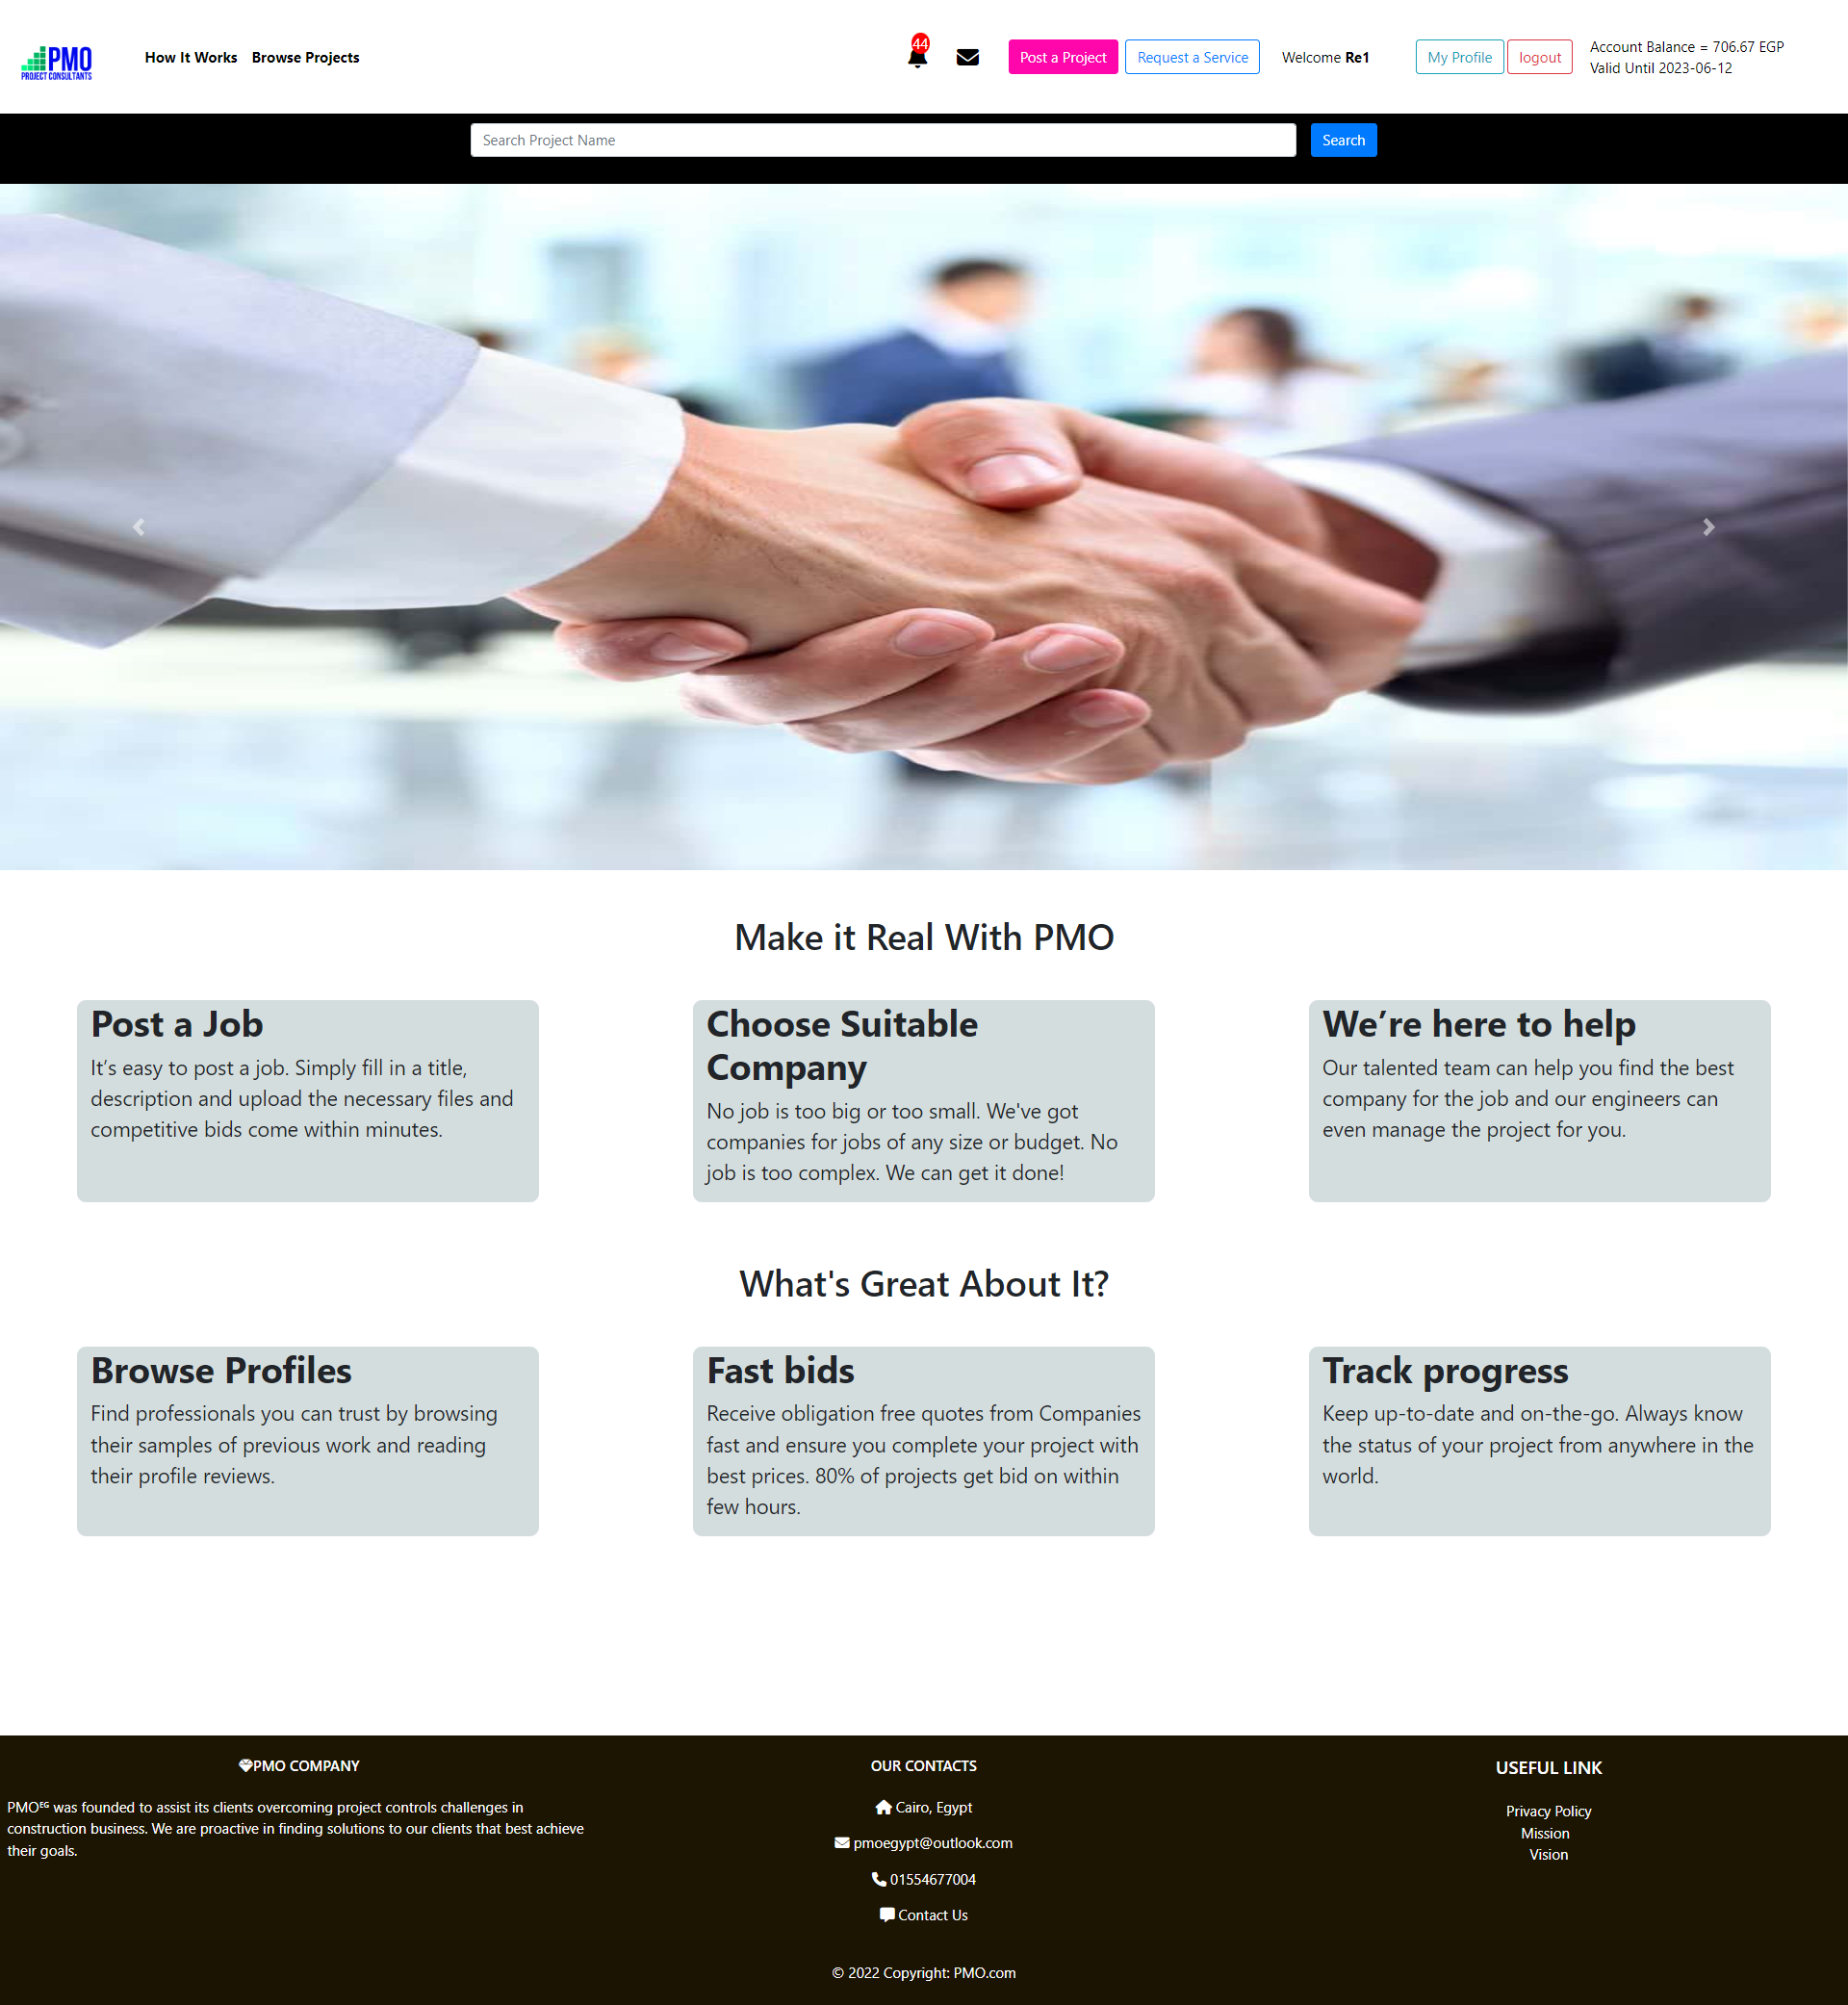 PMO
PROJECT CONSULTANTS
How It Works Browse Projects
44
Post a Project Request a Service Welcome Re1 My Profile logout
Account Balance = 706.67 EGP
Valid Until 2023-06-12
Search Project Name Search
Make it Real With PMO
Post a Job
It’s easy to post a job. Simply fill in a title,
description and upload the necessary files and
competitive bids come within minutes.
Choose Suitable
Company
No job is too big or too small. We've got
companies for jobs of any size or budget. No
job is too complex. We can get it done!
We’re here to help
Our talented team can help you find the best
company for the job and our engineers can
even manage the project for you.
What's Great About It?
Browse Profiles
Find professionals you can trust by browsing
their samples of previous work and reading
their profile reviews.
Fast bids
Receive obligation free quotes from Companies
fast and ensure you complete your project with
best prices. 80% of projects get bid on within
few hours.
Track progress
Keep up-to-date and on-the-go. Always know
the status of your project from anywhere in the
world.
PMO COMPANY
PMOᴱᴳ was founded to assist its clients overcoming project controls challenges in
construction business. We are proactive in finding solutions to our clients that best achieve
their goals.
OUR CONTACTS
Cairo, Egypt
pmoegypt@outlook.com
01554677004
Contact Us
USEFUL LINK
Privacy Policy
Mission
Vision
© 2022 Copyright: PMO.com